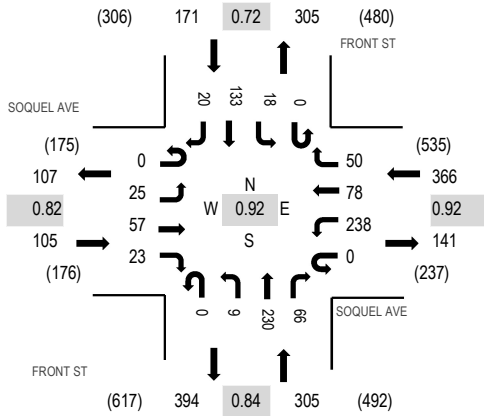 (306) 171 0.72 305 (480)
FRONT ST
20 133 18 0
SOQUEL AVE
(175) (535)
0 50
107 366
25 N 78
0.82 W 0.92 E 0.92
57 238
105 S 141
23 0
(176) (237)
0 9 230 66
SOQUEL AVE
FRONT ST
(617) 394 0.84 305 (492)